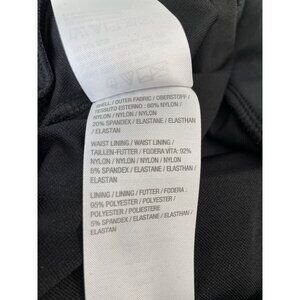 SHELL / OUTER FABRIC / OBERSTOFF /
TESSUTO ESTERNO : 80% NYLON /
NYLON / NYLON / NYLON
20% SPANDEX / ELASTANE / ELASTHAN
/ ELASTAN
WAIST LINING / WAIST LINING /
TAILLEN-FUTTER / FODERA VITA: 92%
NYLON / NYLON / NYLON / NYLON
8% SPANDEX / ELASTANE / ELASTHAN /
ELASTAN
LINING / LINING / FUTTER / FODERA :
95% POLYESTER / POLYESTER /
POLYESTER / POLIESTERE
5% SPANDEX / ELASTANE / ELASTHAN /
ELASTAN